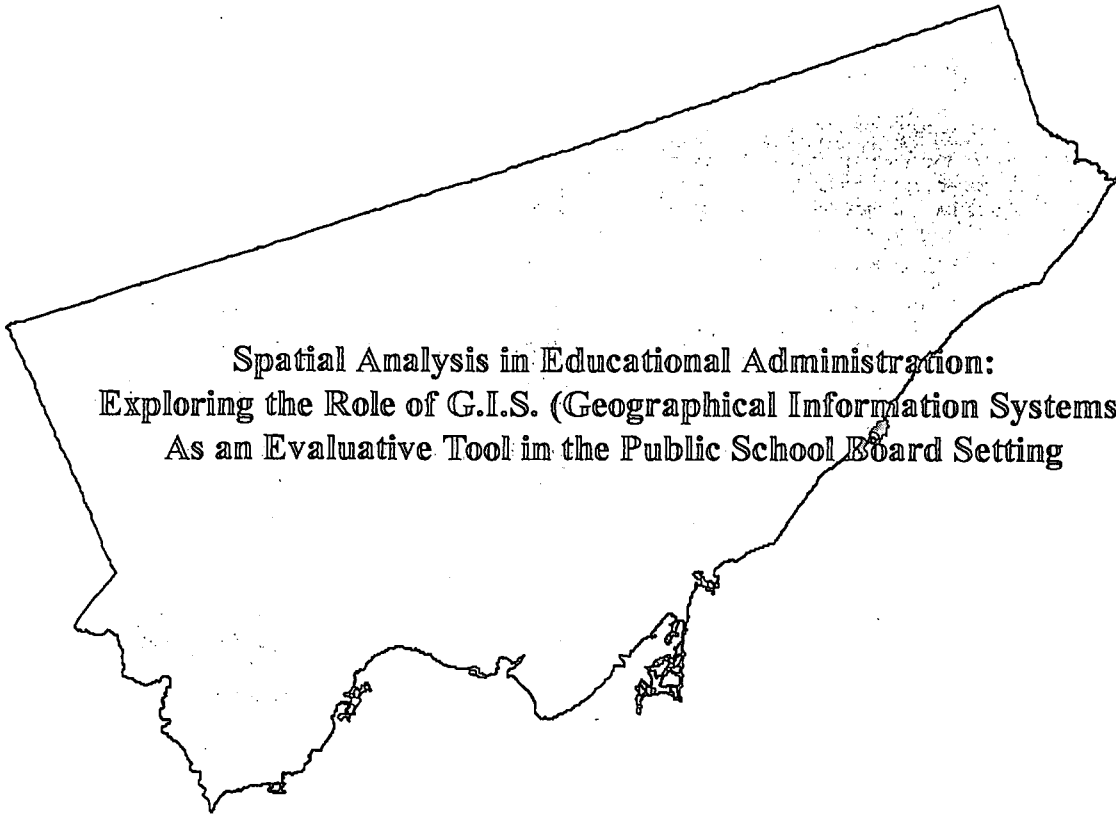 Spatial Analysis in Educational Administration:
Exploring the Role of G.I.S. (Geographical Information Systems
As an Evaluative Tool in the Public School Board Setting